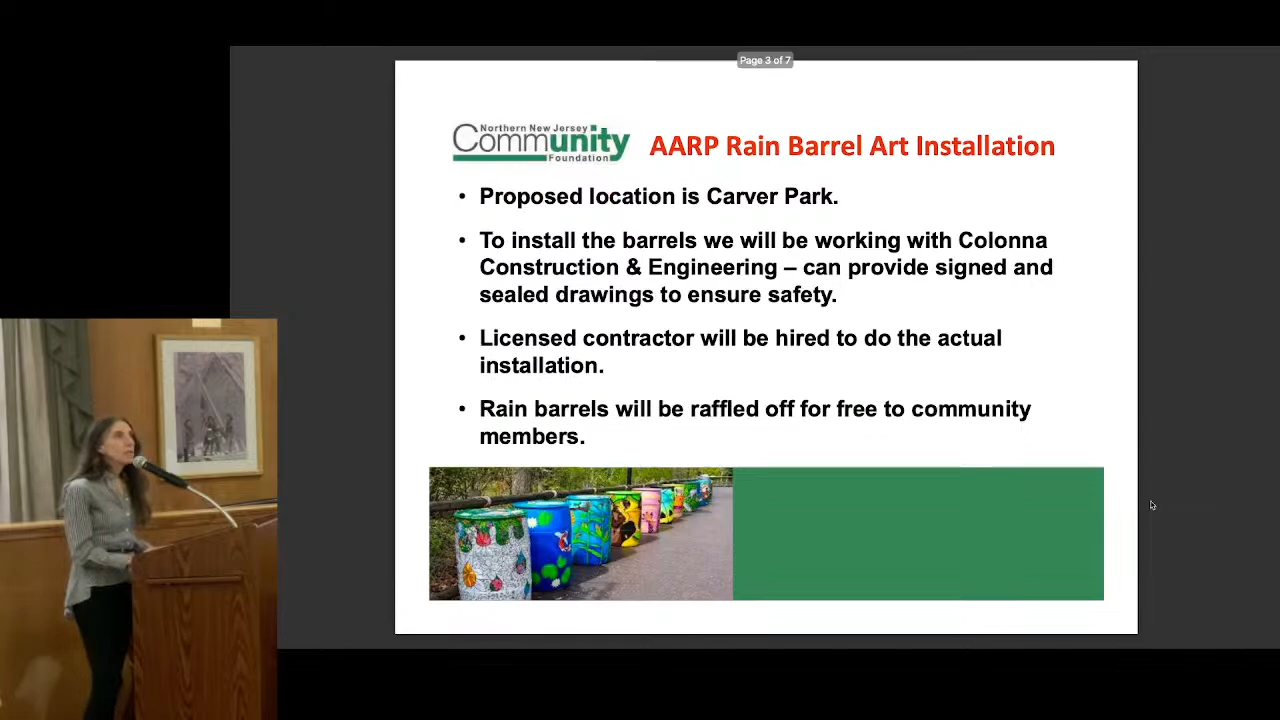 Page 3 of 7
Northern New Jersey
Community
Foundation
AARP Rain Barrel Art Installation
• Proposed location is Carver Park.
• To install the barrels we will be working with Colonna
Construction & Engineering – can provide signed and
sealed drawings to ensure safety.
• Licensed contractor will be hired to do the actual
installation.
• Rain barrels will be raffled off for free to community
members.